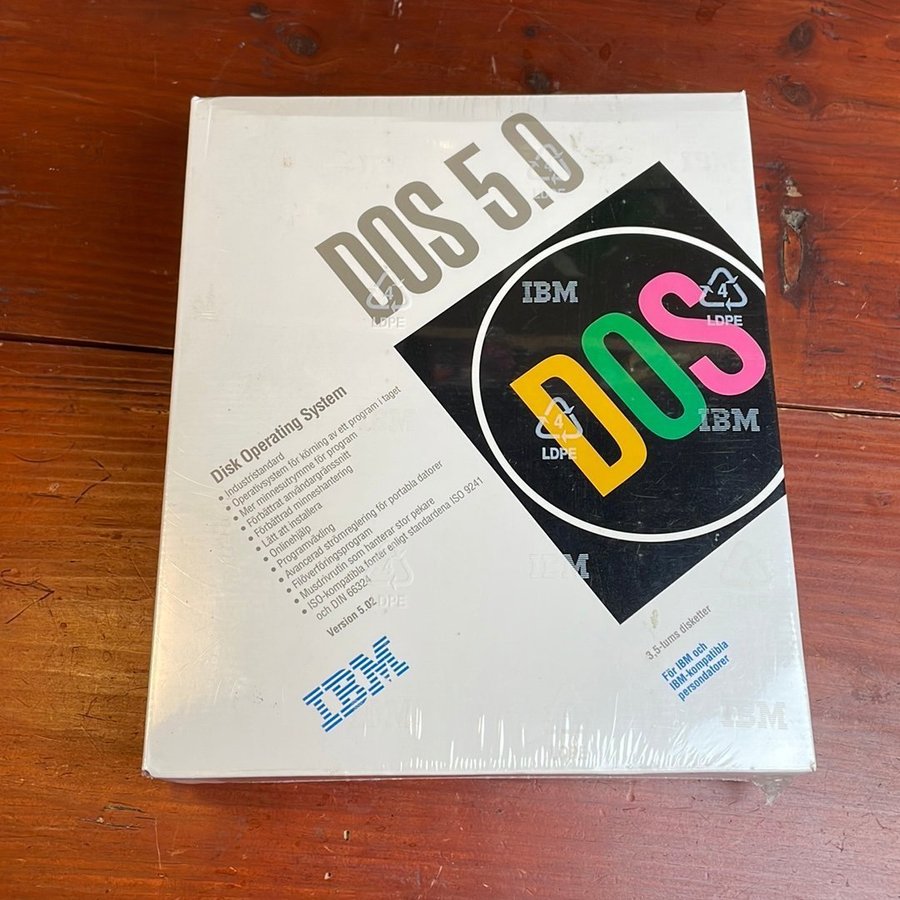 DOS 5.0
IBM
DOS
Disk Operating System
• Industristandard
• Operativsystem för körning av ett program i taget
• Mer minnesutrymme för program
• Förbättrat användargränssnitt
• Förbättrad minneshantering
• Lätt att installera
• Onlinehjälp
• Programväxling
• Avancerad strömreglering för portabla datorer
• Filöverföringsprogram
• Musdrivrutin som hanterar stor pekare
• ISO-kompatibla fonter enligt standardena ISO 9241
och DIN 66324
Version 5.02
IBM
3,5-tums disketter
För IBM och
IBM-kompatibla
persondatorer
4
LDPE
4
LDPE
4
LDPE
IBM
IBM
IBM
LDPE